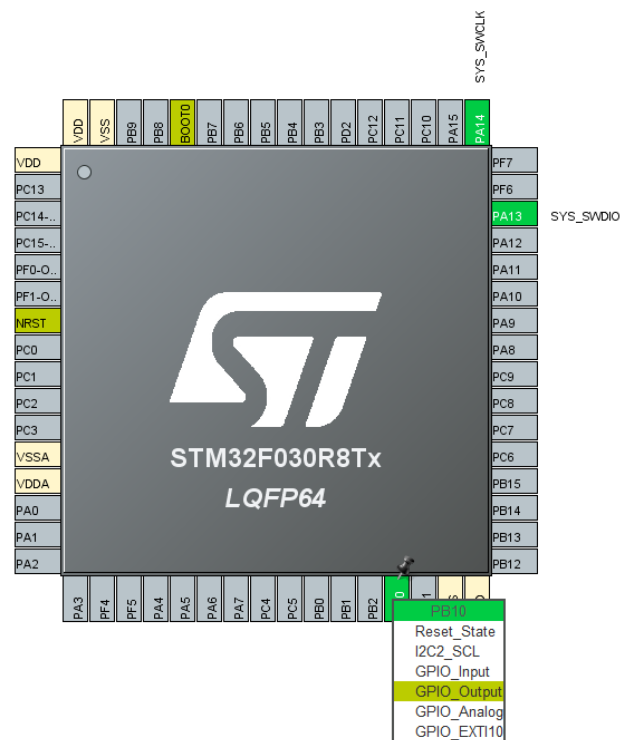 SYS_SWCLK
VDD
VSS
PB9
PB8
BOOT0
PB7
PB6
PB5
PB4
PB3
PD2
PC12
PC11
PC10
PA15
PA14
VDD
PC13
PC14-..
PC15-..
PF0-O..
PF1-O..
NRST
PC0
PC1
PC2
PC3
VSSA
VDDA
PA0
PA1
PA2
PF7
PF6
PA13 SYS_SWDIO
PA12
PA11
PA10
PA9
PA8
PC9
PC8
PC7
PC6
PB15
PB14
PB13
PB12
STM32F030R8Tx
LQFP64
PA3
PF4
PF5
PA4
PA5
PA6
PA7
PC4
PC5
PB0
PB1
PB2
PB10
Reset_State
I2C2_SCL
GPIO_Input
GPIO_Output
GPIO_Analog
GPIO_EXTI10